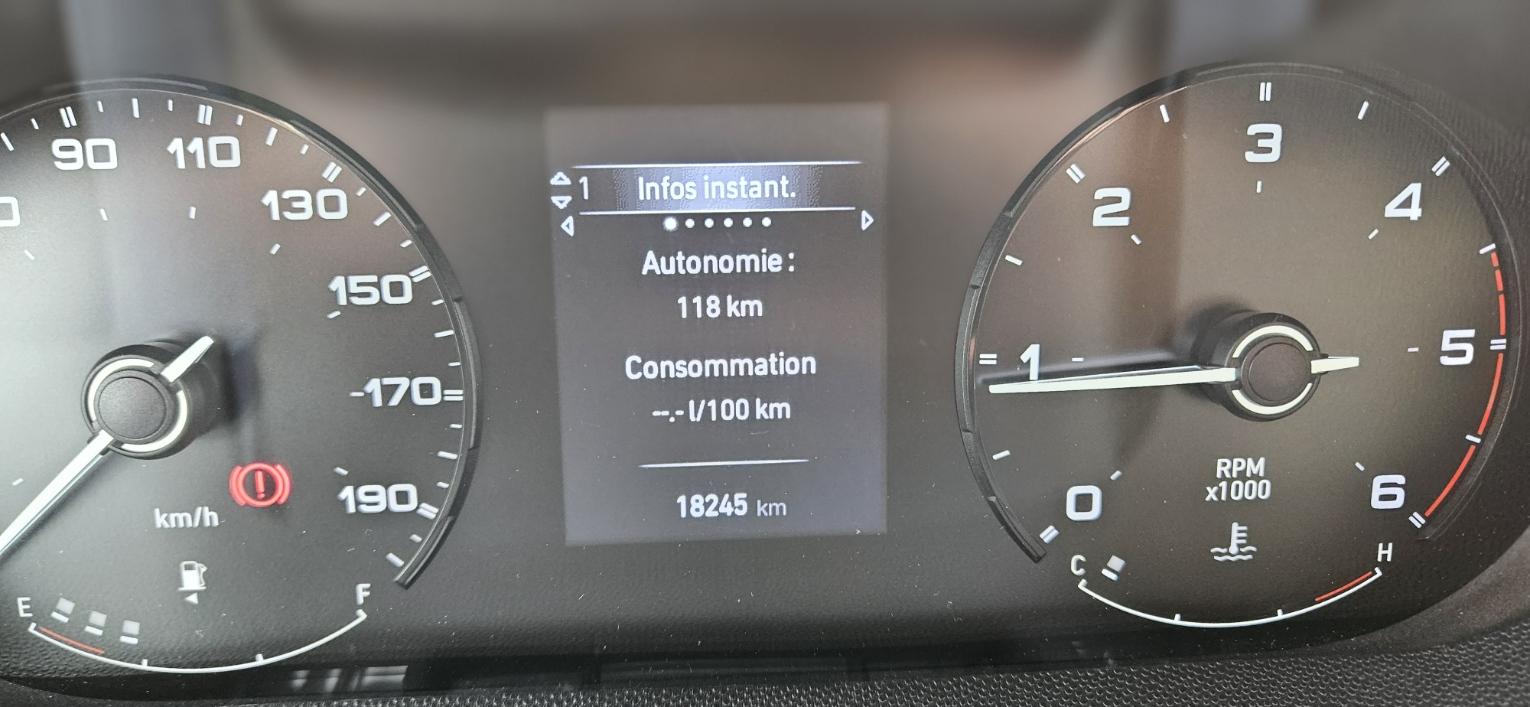 90
110
130
150
170
190
km/h
E
F
1 Infos instant.
Autonomie :
118 km
Consommation
--.- l/100 km
18245 km
0
1
2
3
4
5
6
RPM
x1000
C
H